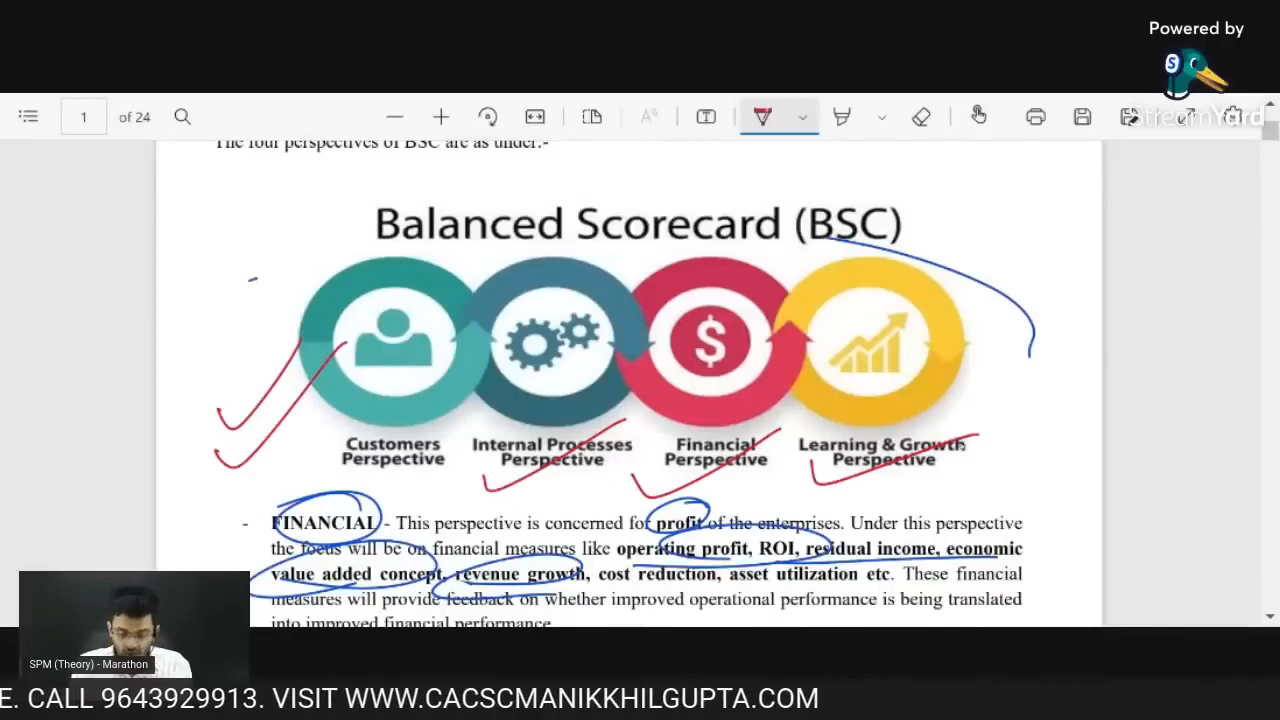 Powered by
S
StreamYard
1
of 24
The four perspectives of BSC are as under:-
Balanced Scorecard (BSC)
Customers
Perspective
Internal Processes
Perspective
Financial
Perspective
Learning & Growth
Perspective
- FINANCIAL - This perspective is concerned for profit of the enterprises. Under this perspective
the focus will be on financial measures like operating profit, ROI, residual income, economic
value added concept, revenue growth, cost reduction, asset utilization etc. These financial
measures will provide feedback on whether improved operational performance is being translated
into improved financial performance.
SPM (Theory) - Marathon
E. CALL 9643929913. VISIT WWW.CACSCMANIKKHILGUPTA.COM